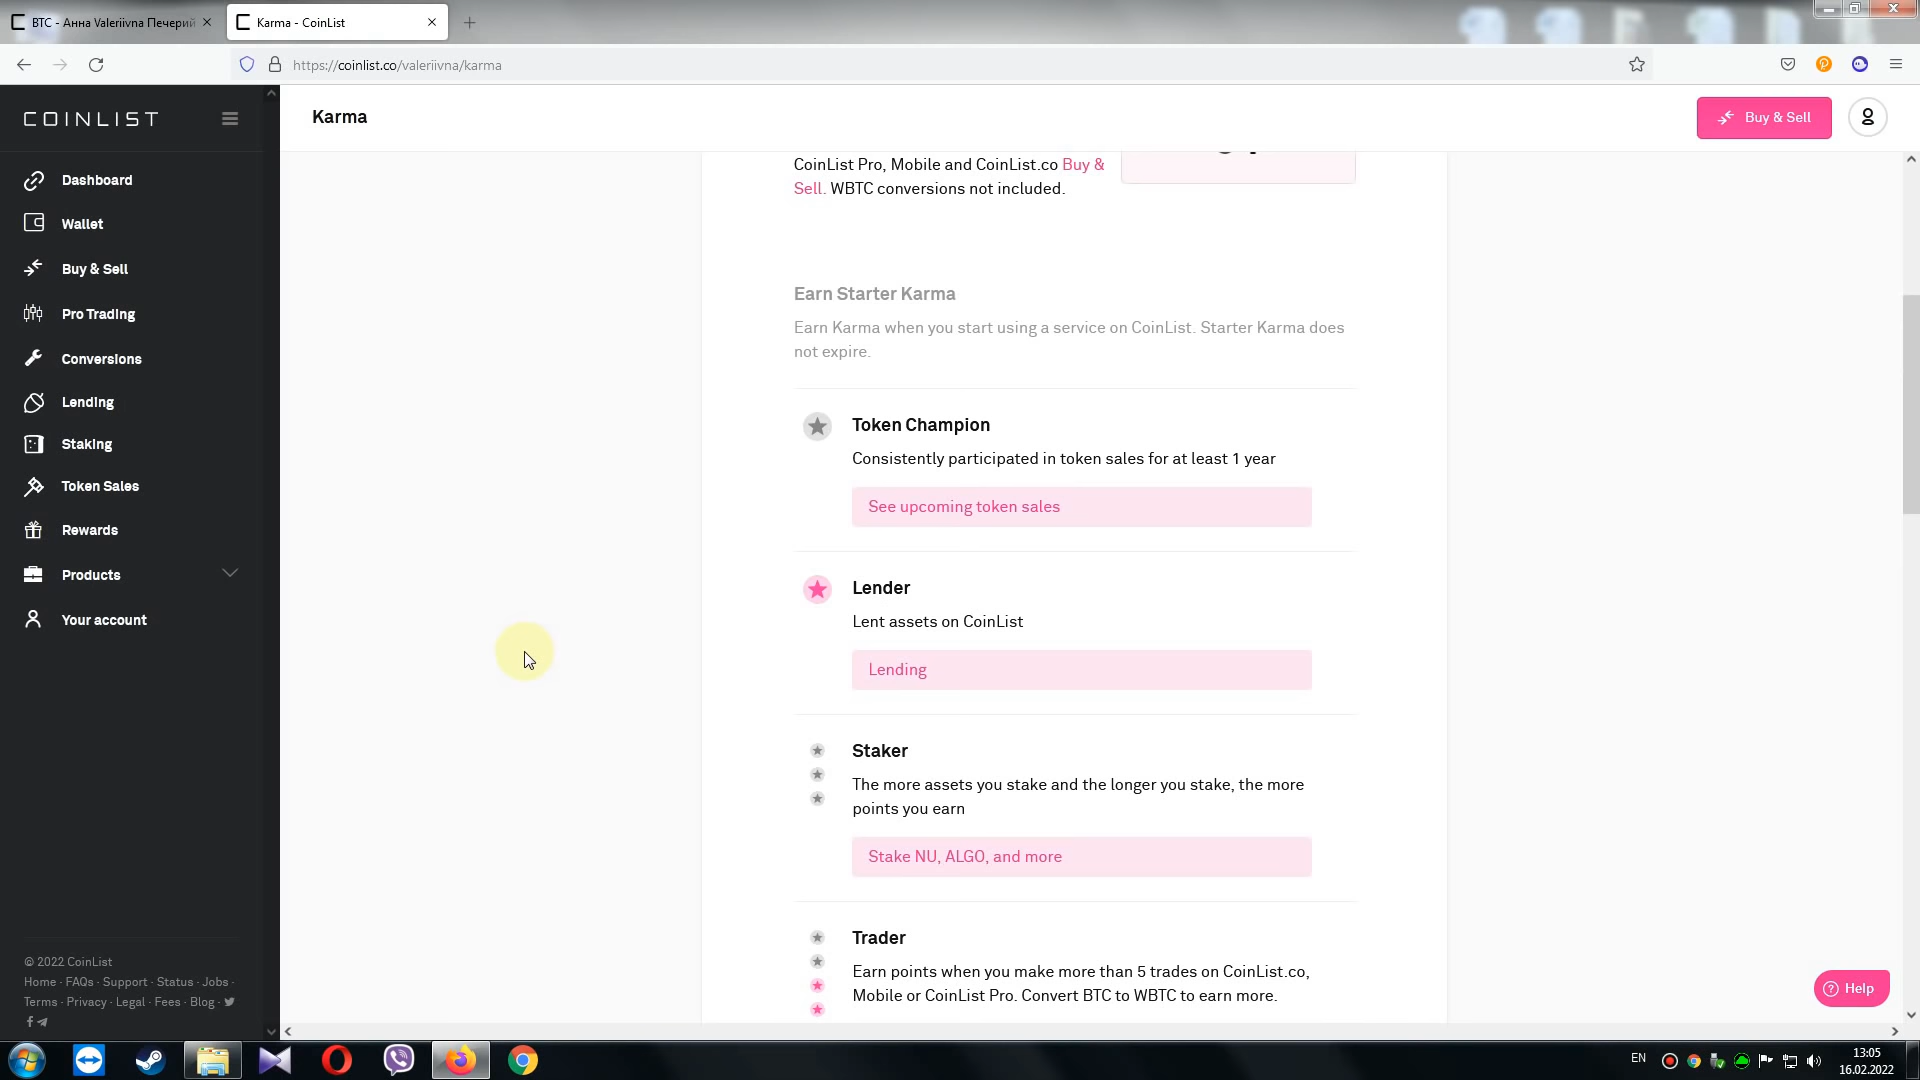 BTC - Анна Valeriivna Печерий
Karma - CoinList
https://coinlist.co/valeriivna/karma
COINLIST
Karma
Buy & Sell
Dashboard
Wallet
Buy & Sell
Pro Trading
Conversions
Lending
Staking
Token Sales
Rewards
Products
Your account
© 2022 CoinList
Home · FAQs · Support · Status · Jobs ·
Terms · Privacy · Legal · Fees · Blog ·
CoinList Pro, Mobile and CoinList.co Buy &
Sell. WBTC conversions not included.
Earn Starter Karma
Earn Karma when you start using a service on CoinList. Starter Karma does
not expire.
Token Champion
Consistently participated in token sales for at least 1 year
See upcoming token sales
Lender
Lent assets on CoinList
Lending
Staker
The more assets you stake and the longer you stake, the more
points you earn
Stake NU, ALGO, and more
Trader
Earn points when you make more than 5 trades on CoinList.co,
Mobile or CoinList Pro. Convert BTC to WBTC to earn more.
Help
EN
13:05
16.02.2022